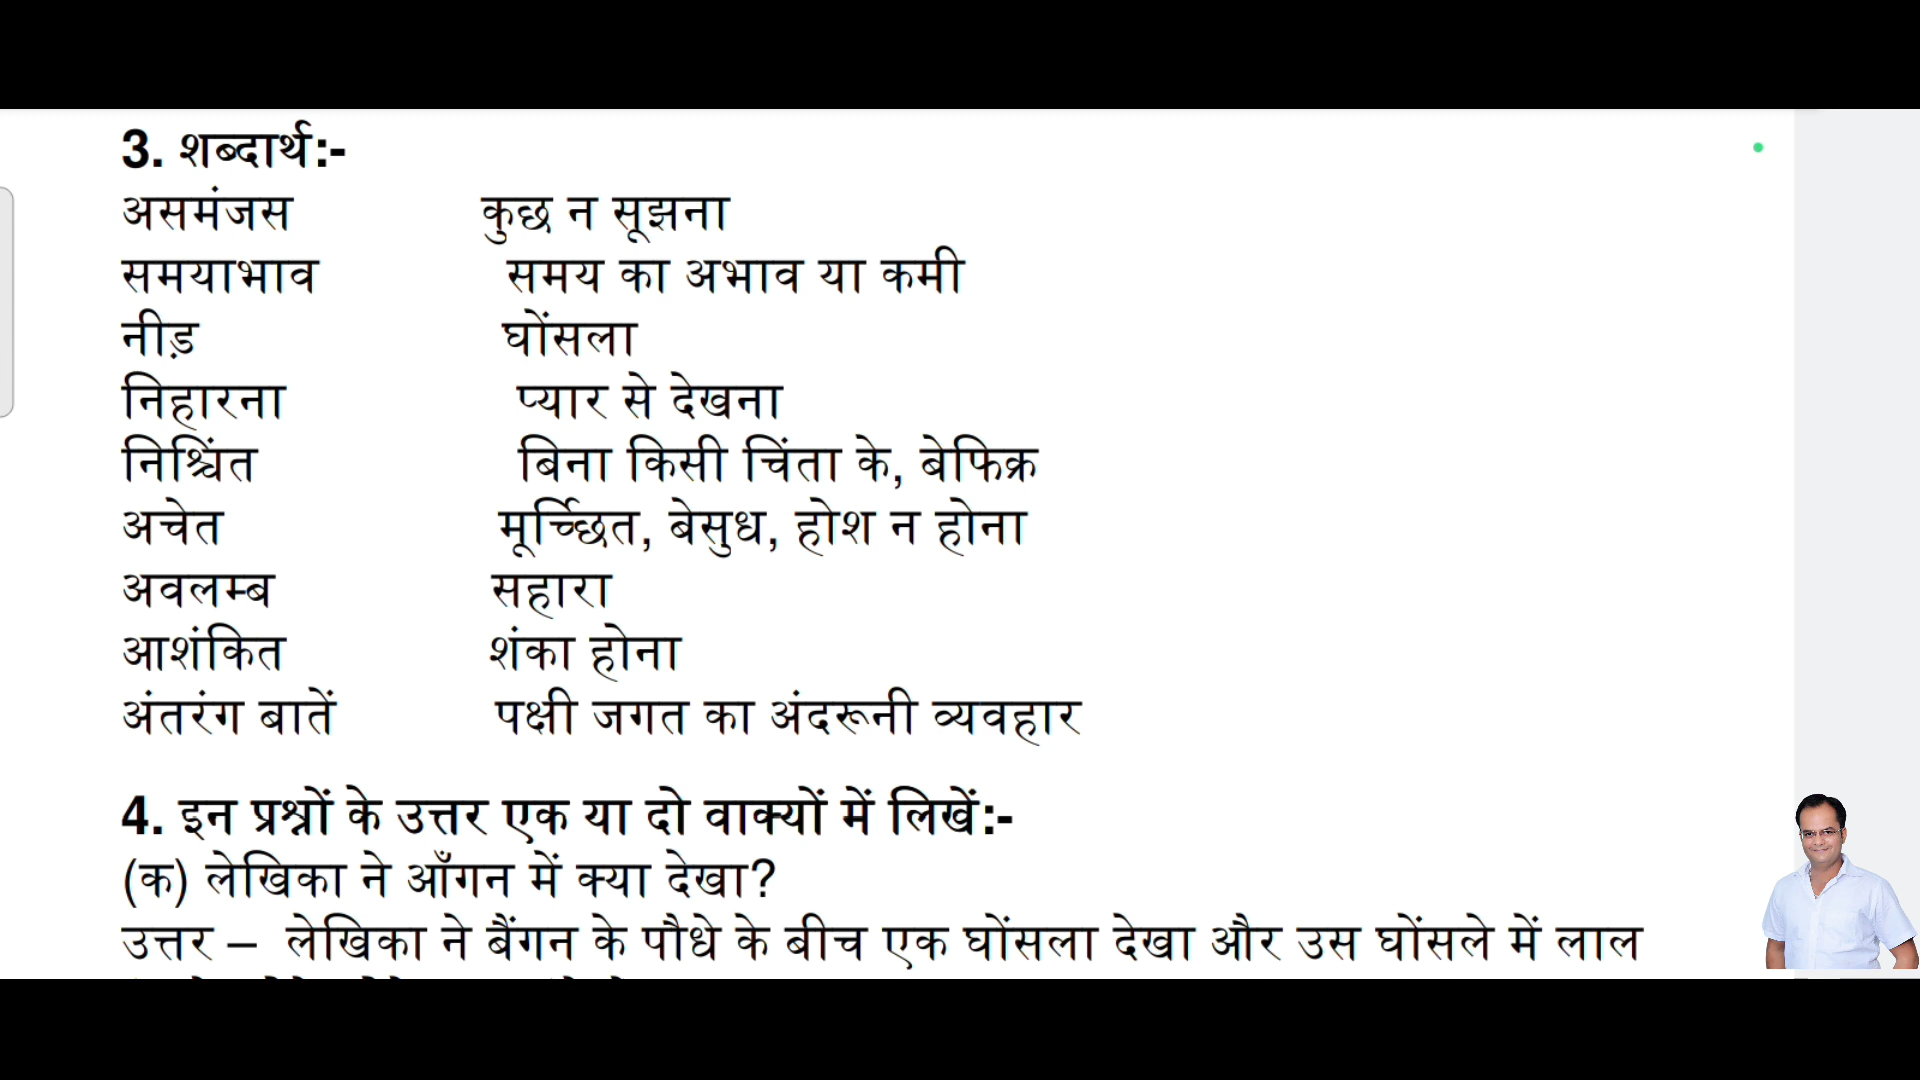 3. शब्दार्थ:-
असमंजस कुछ न सूझना
समयाभाव समय का अभाव या कमी
नीड़ घोंसला
निहारना प्यार से देखना
निश्चिंत बिना किसी चिंता के, बेफिक्र
अचेत मूर्च्छित, बेसुध, होश न होना
अवलम्ब सहारा
आशंकित शंका होना
अंतरंग बातें पक्षी जगत का अंदरूनी व्यवहार
4. इन प्रश्नों के उत्तर एक या दो वाक्यों में लिखें:-
(क) लेखिका ने आँगन में क्या देखा?
उत्तर – लेखिका ने बैंगन के पौधे के बीच एक घोंसला देखा और उस घोंसले में लाल